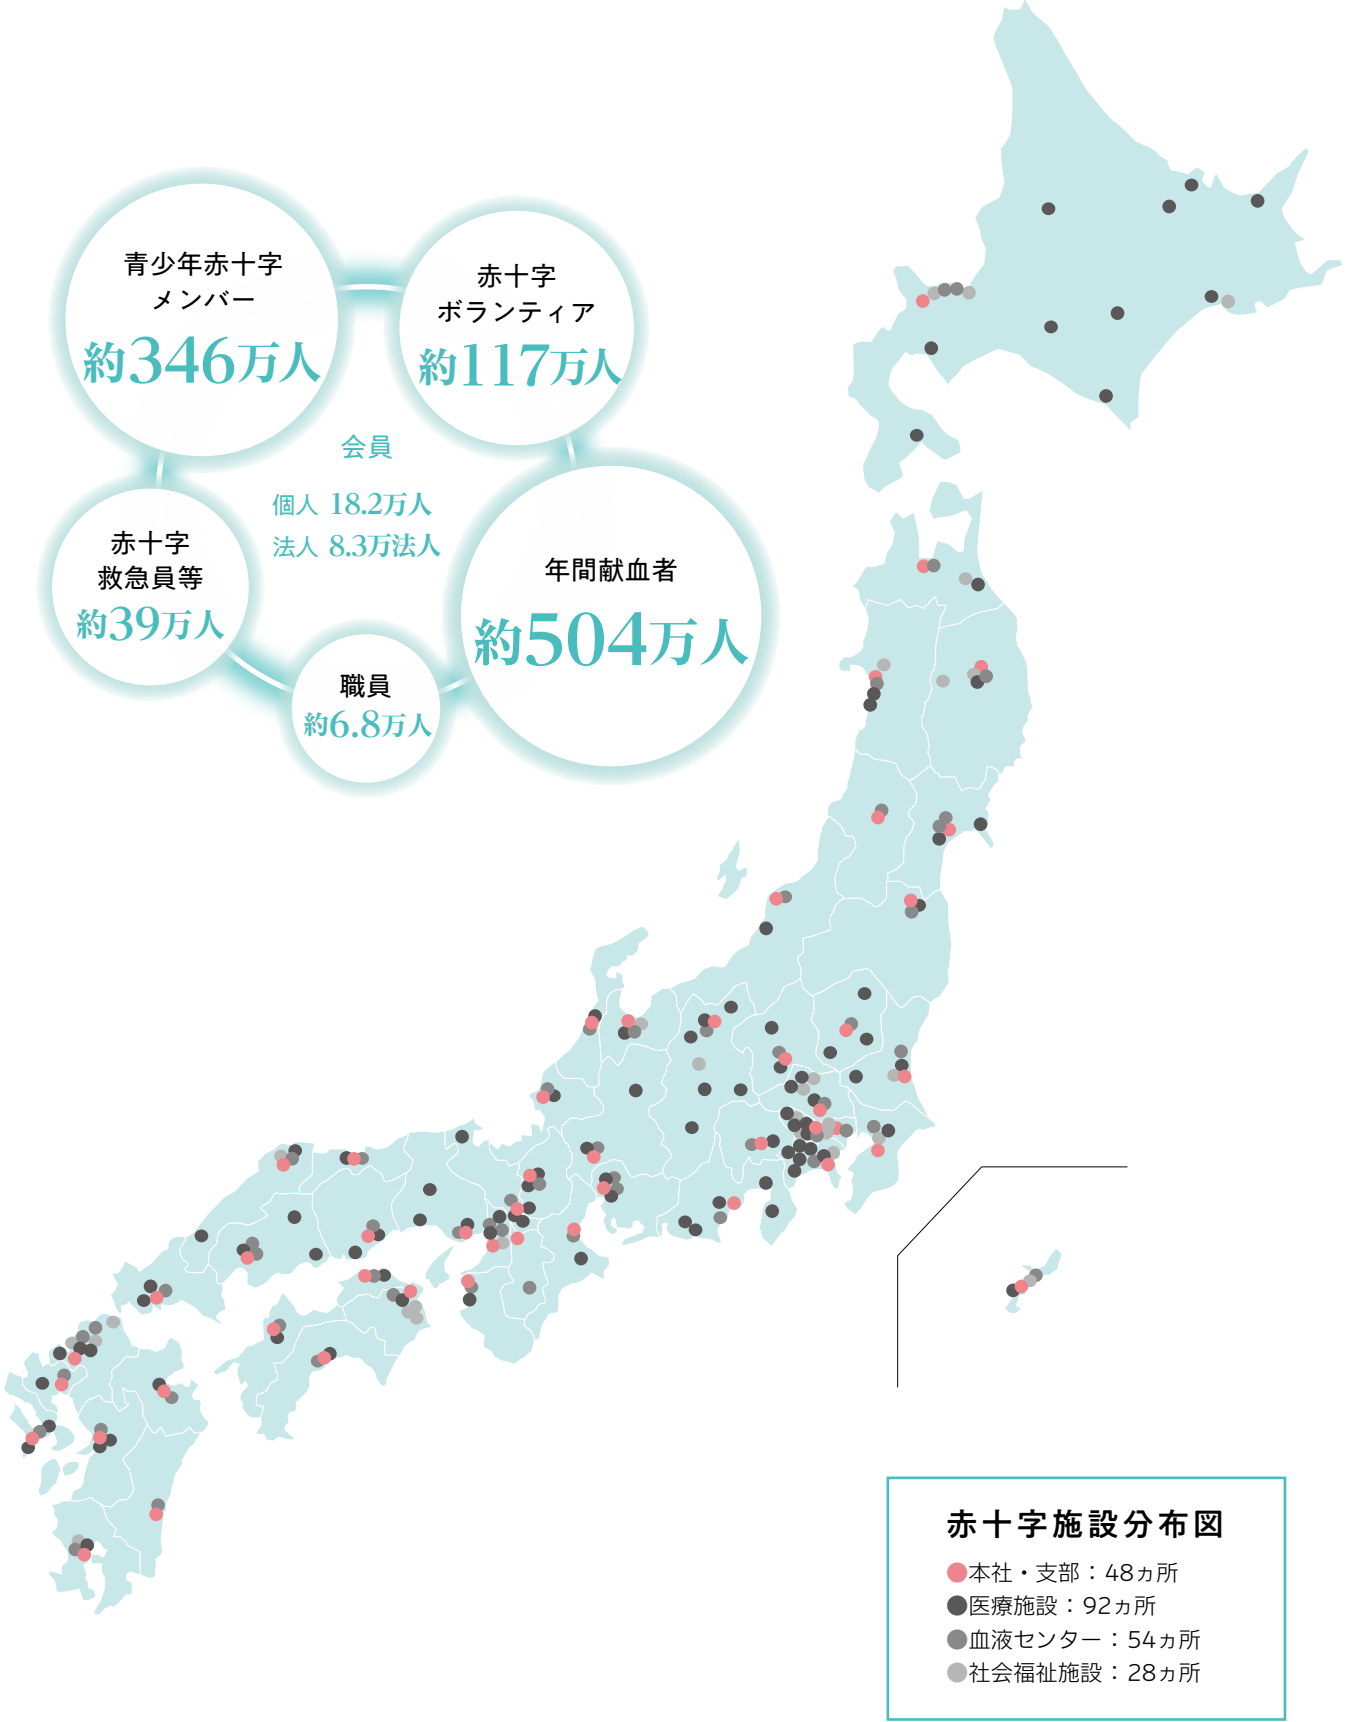 青少年赤十字
メンバー
約346万人
赤十字
ボランティア
約117万人
会員
個人 18.2万人
法人 8.3万法人
赤十字
救急員等
約39万人
年間献血者
約504万人
職員
約6.8万人
赤十字施設分布図
本社・支部：48ヵ所
医療施設：92ヵ所
血液センター：54ヵ所
社会福祉施設：28ヵ所